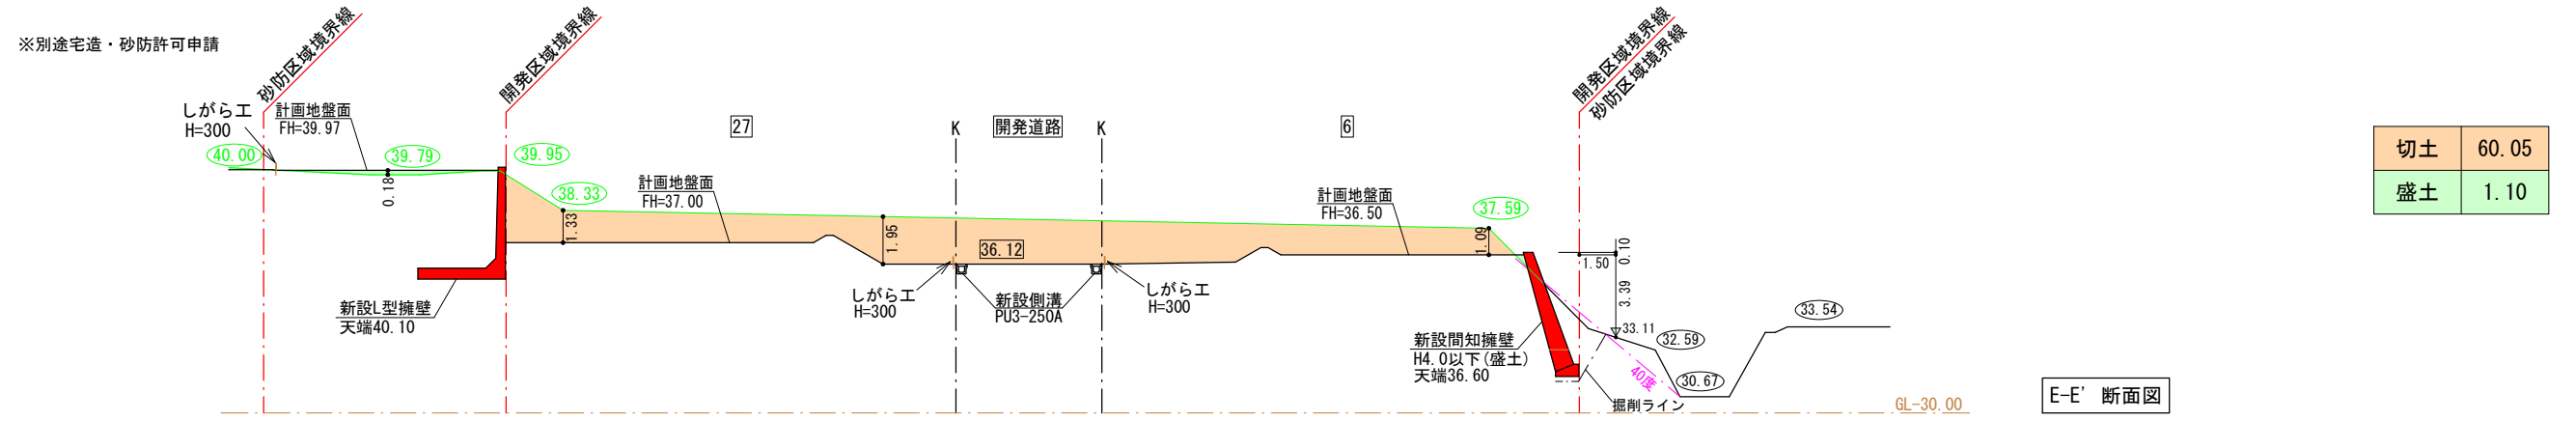 ※別途宅造・砂防許可申請
砂防区域境界線
開発区域境界線
開発区域境界線
砂防区域境界線
しがら工
H=300
計画地盤面
FH=39.97
40.00
39.79
39.95
0.18
38.33
1.33
27
計画地盤面
FH=37.00
1.95
K
開発道路
K
36.12
6
計画地盤面
FH=36.50
37.59
1.09
0.10
1.50
3.39
33.11
32.59
33.54
30.67
40度
新設L型擁壁
天端40.10
しがら工
H=300
新設側溝
PU3-250A
しがら工
H=300
新設間知擁壁
H4.0以下(盛土)
天端36.60
掘削ライン
GL-30.00
切土 60.05
盛土 1.10
E-E' 断面図